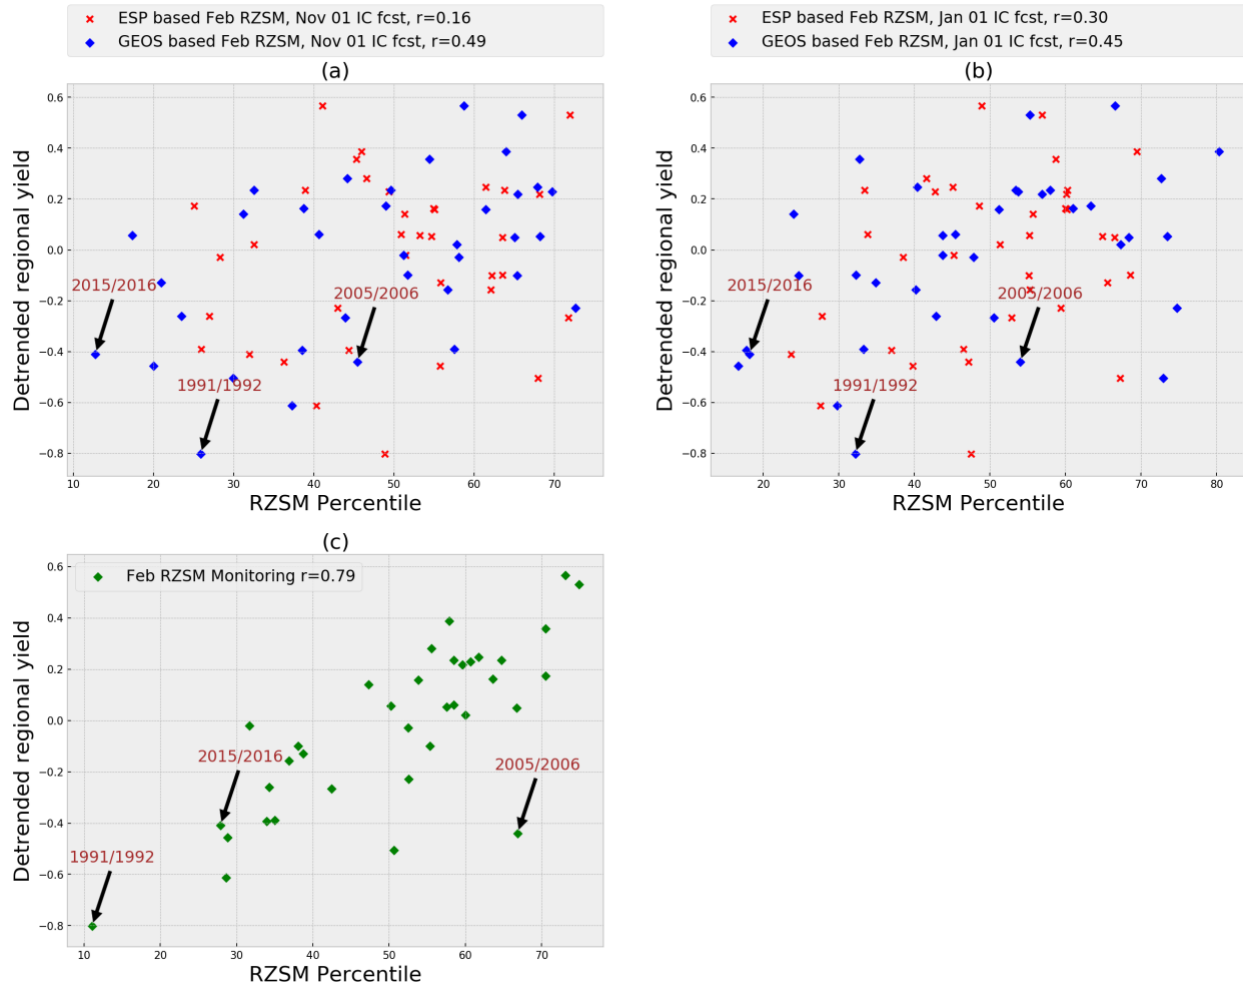 ESP based Feb RZSM, Nov 01 IC fcst, r=0.16
GEOS based Feb RZSM, Nov 01 IC fcst, r=0.49
(a)
0.6
0.4
0.2
0.0
−0.2
−0.4
−0.6
−0.8
Detrended regional yield
2015/2016
2005/2006
1991/1992
10 20 30 40 50 60 70
RZSM Percentile
ESP based Feb RZSM, Jan 01 IC fcst, r=0.30
GEOS based Feb RZSM, Jan 01 IC fcst, r=0.45
(b)
0.6
0.4
0.2
0.0
−0.2
−0.4
−0.6
−0.8
Detrended regional yield
2015/2016
2005/2006
1991/1992
20 30 40 50 60 70 80
RZSM Percentile
(c)
Feb RZSM Monitoring r=0.79
0.6
0.4
0.2
0.0
−0.2
−0.4
−0.6
−0.8
Detrended regional yield
2015/2016
2005/2006
1991/1992
10 20 30 40 50 60 70
RZSM Percentile